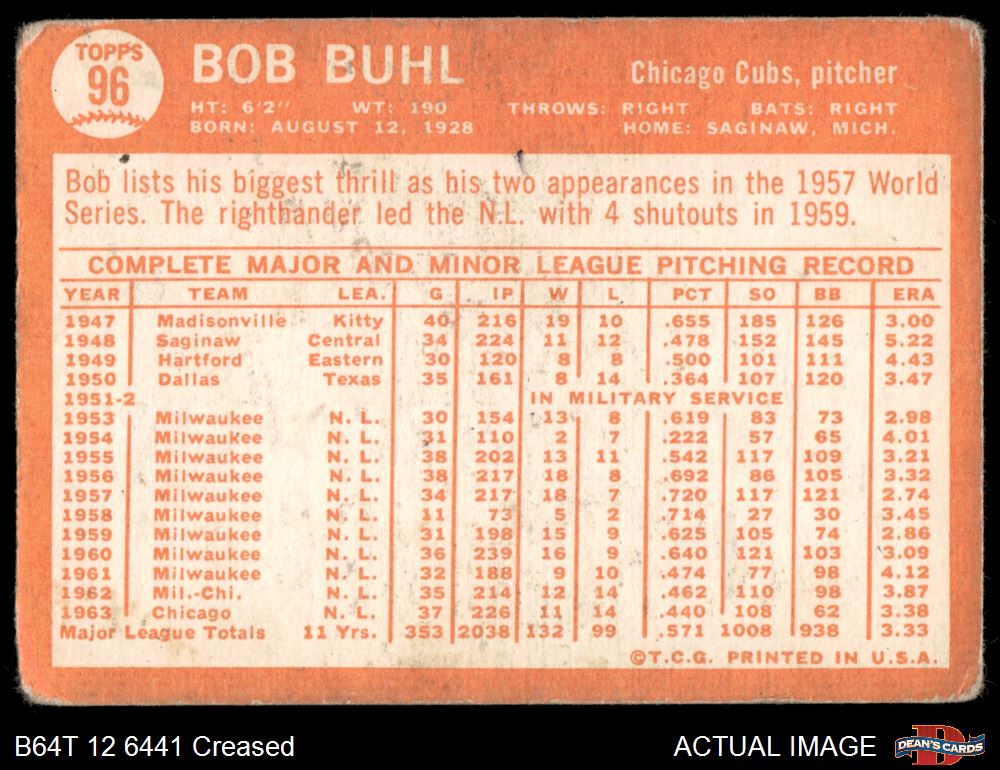 TOPPS
96
BOB BUHL
Chicago Cubs, pitcher
HT: 6'2" WT: 190 THROWS: RIGHT BATS: RIGHT
BORN: AUGUST 12, 1928 HOME: SAGINAW, MICH.
Bob lists his biggest thrill as his two appearances in the 1957 World
Series. The righthander led the N.L. with 4 shutouts in 1959.
COMPLETE MAJOR AND MINOR LEAGUE PITCHING RECORD
YEAR TEAM LEA. G IP W L PCT SO BB ERA
1947 Madisonville Kitty 40 216 19 10 .655 185 126 3.00
1948 Saginaw Central 34 224 11 12 .478 152 145 5.22
1949 Hartford Eastern 30 120 8 8 .500 101 111 4.43
1950 Dallas Texas 35 161 8 14 .364 107 120 3.47
1951-2 IN MILITARY SERVICE
1953 Milwaukee N. L. 30 154 13 8 .619 83 73 2.98
1954 Milwaukee N. L. 31 110 2 7 .222 57 65 4.01
1955 Milwaukee N. L. 38 202 13 11 .542 117 109 3.21
1956 Milwaukee N. L. 38 217 18 8 .692 86 105 3.32
1957 Milwaukee N. L. 34 217 18 7 .720 117 121 2.74
1958 Milwaukee N. L. 11 73 5 2 .714 27 30 3.45
1959 Milwaukee N. L. 31 198 15 9 .625 105 74 2.86
1960 Milwaukee N. L. 36 239 16 9 .640 121 103 3.09
1961 Milwaukee N. L. 32 188 9 10 .474 77 98 4.12
1962 Mil.-Chi. N. L. 35 214 12 14 .462 110 98 3.87
1963 Chicago N. L. 37 226 11 14 .440 108 62 3.38
Major League Totals 11 Yrs. 353 2038 132 99 .571 1008 938 3.33
©T.C.G. PRINTED IN U.S.A.
B64T 12 6441 Creased
ACTUAL IMAGE
DEAN'S CARDS